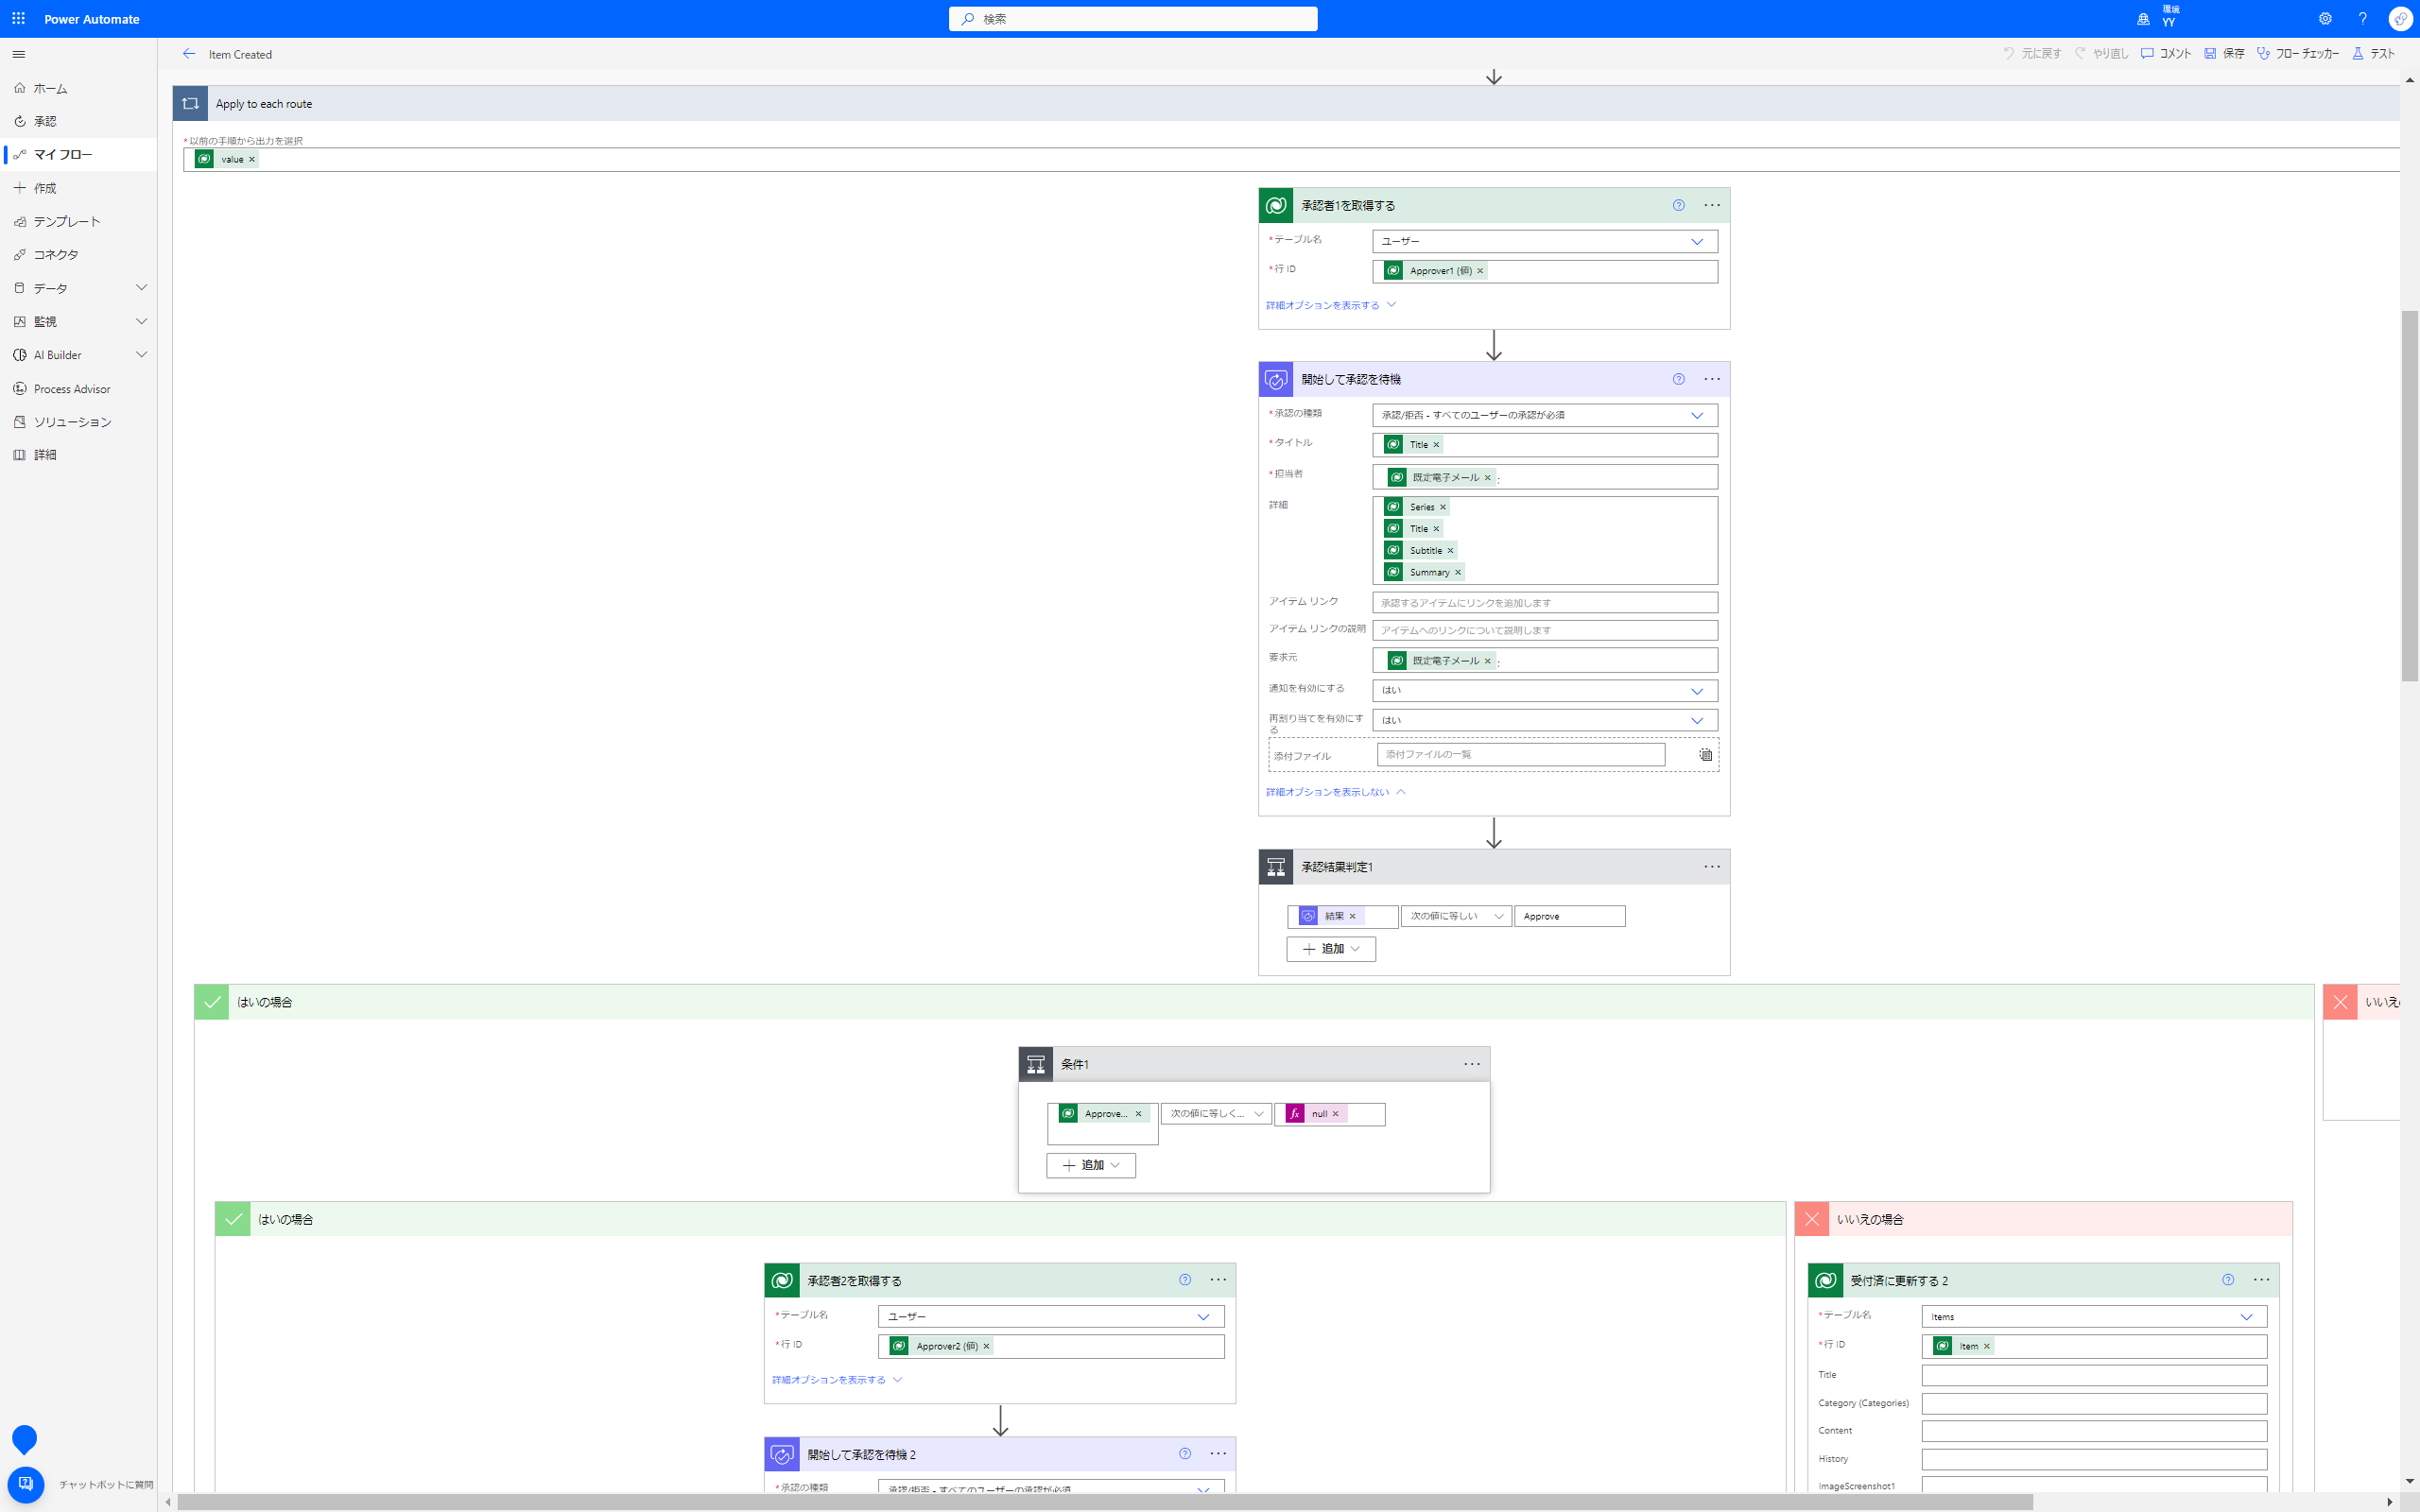 Power Automate
検索
環境
YY
Item Created
元に戻す やり直し コメント 保存 フロー チェッカー テスト
ホーム
承認
マイ フロー
作成
テンプレート
コネクタ
データ
監視
AI Builder
Process Advisor
ソリューション
詳細
チャットボットに質問
Apply to each route
* 以前の手順から出力を選択
value ×
承認者1を取得する
* テーブル名 ユーザー
* 行 ID Approver1 (値) ×
詳細オプションを表示する
開始して承認を待機
* 承認の種類 承認/拒否 - すべてのユーザーの承認が必須
* タイトル Title ×
* 担当者 既定電子メール × ;
詳細 Series ×
Title ×
Subtitle ×
Summary ×
アイテム リンク 承認するアイテムにリンクを追加します
アイテム リンクの説明 アイテムへのリンクについて説明します
要求元 既定電子メール × ;
通知を有効にする はい
再割り当てを有効にす
る はい
添付ファイル 添付ファイルの一覧
詳細オプションを表示しない
承認結果判定1
結果 × 次の値に等しい Approve
追加
はいの場合
いいえ
条件1
Approve... × 次の値に等しく... fx null ×
追加
はいの場合
いいえの場合
承認者2を取得する
* テーブル名 ユーザー
* 行 ID Approver2 (値) ×
詳細オプションを表示する
開始して承認を待機 2
* 承認の種類 承認/拒否 - すべてのユーザーの承認が必須
受付済に更新する 2
* テーブル名 Items
* 行 ID Item ×
Title
Category (Categories)
Content
History
ImageScreenshot1